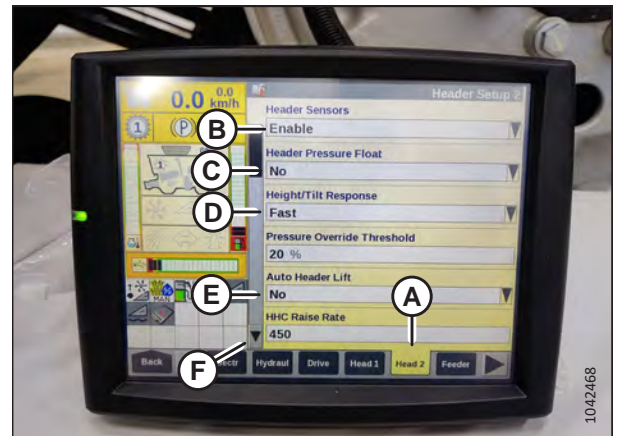 0.0 0.0
km/h
Header Setup 2
1 (P)
Header Sensors
B
Enable
Header Pressure Float
C
No
1
Height/Tilt Response
D
Fast
Pressure Override Threshold
20 %
Auto Header Lift
E
No
A
MAN
HHC Raise Rate
450
F
Back
ectr
Hydraul
Drive
Head 1
Head 2
Feeder
1042468